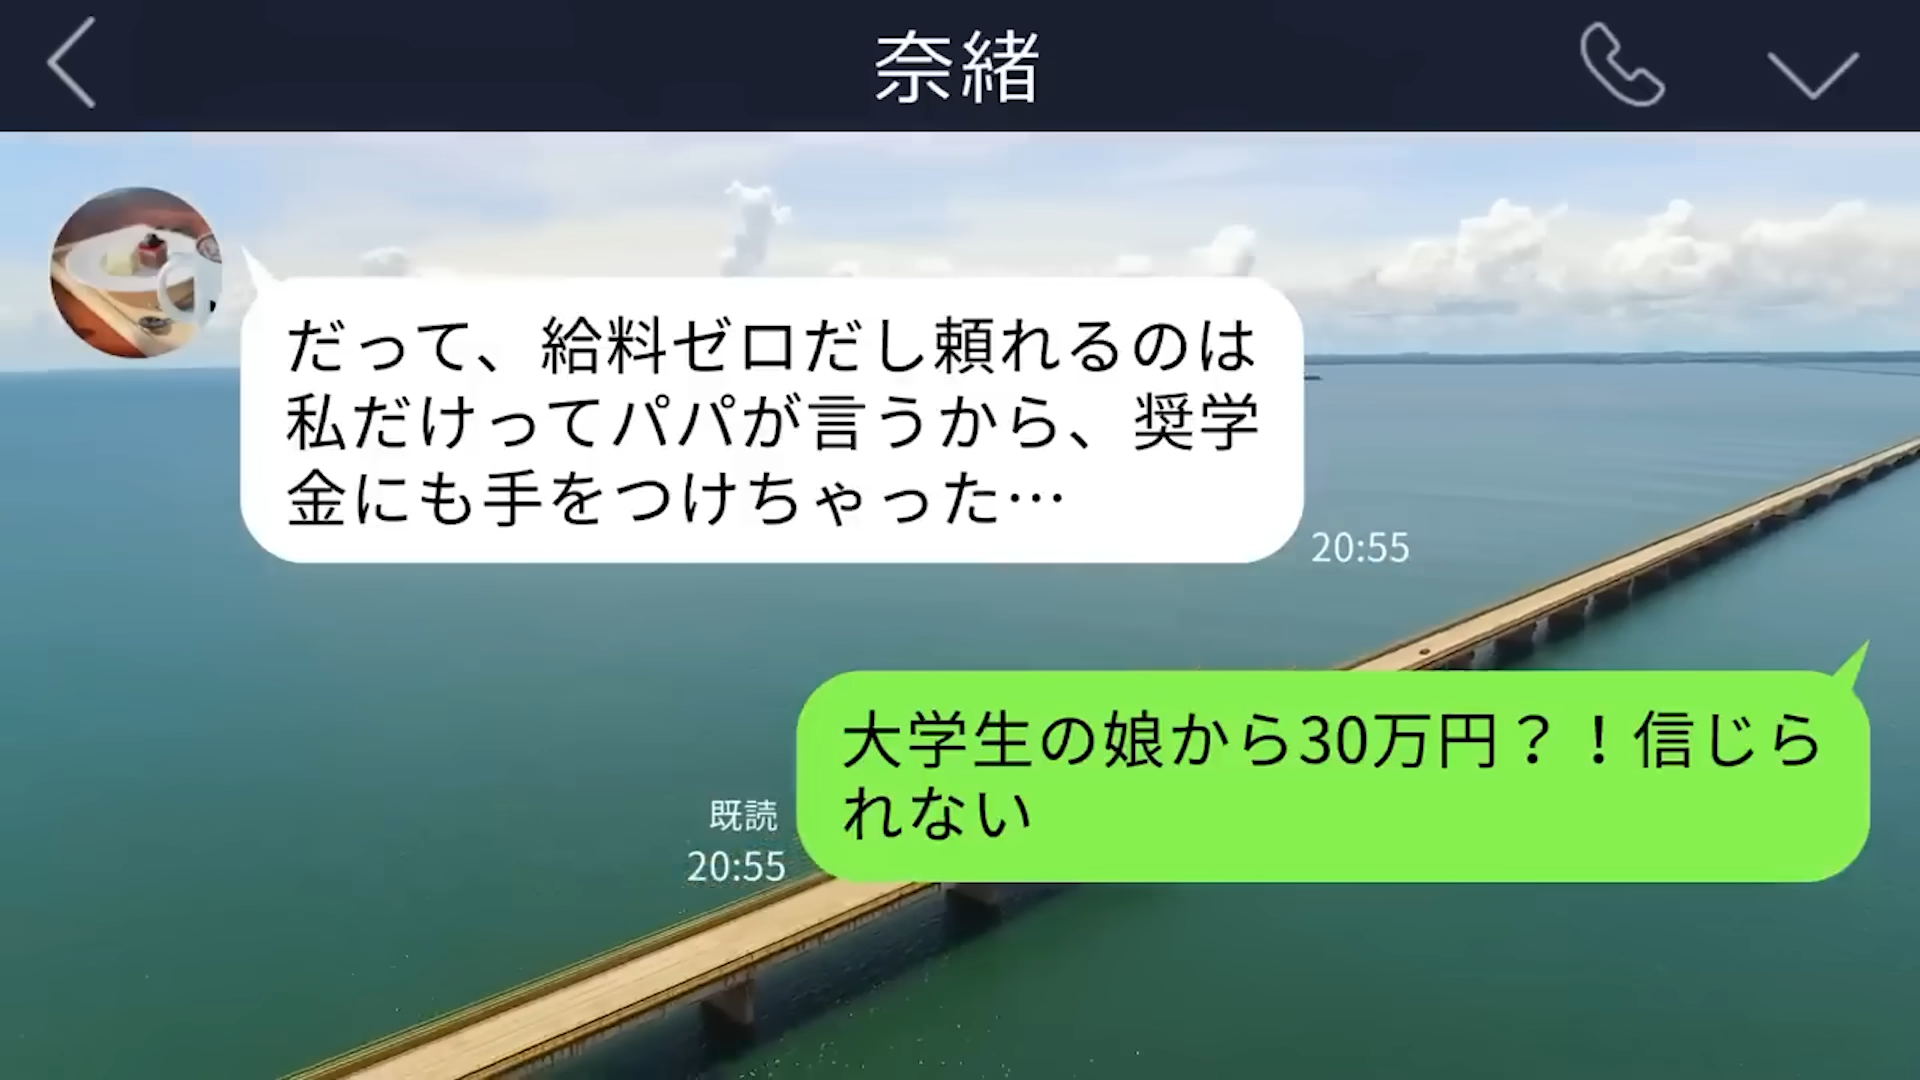 奈緒
だって、給料ゼロだし頼れるのは
私だけってパパが言うから、奨学
金にも手をつけちゃった…
20:55
大学生の娘から30万円？！信じら
れない
既読
20:55